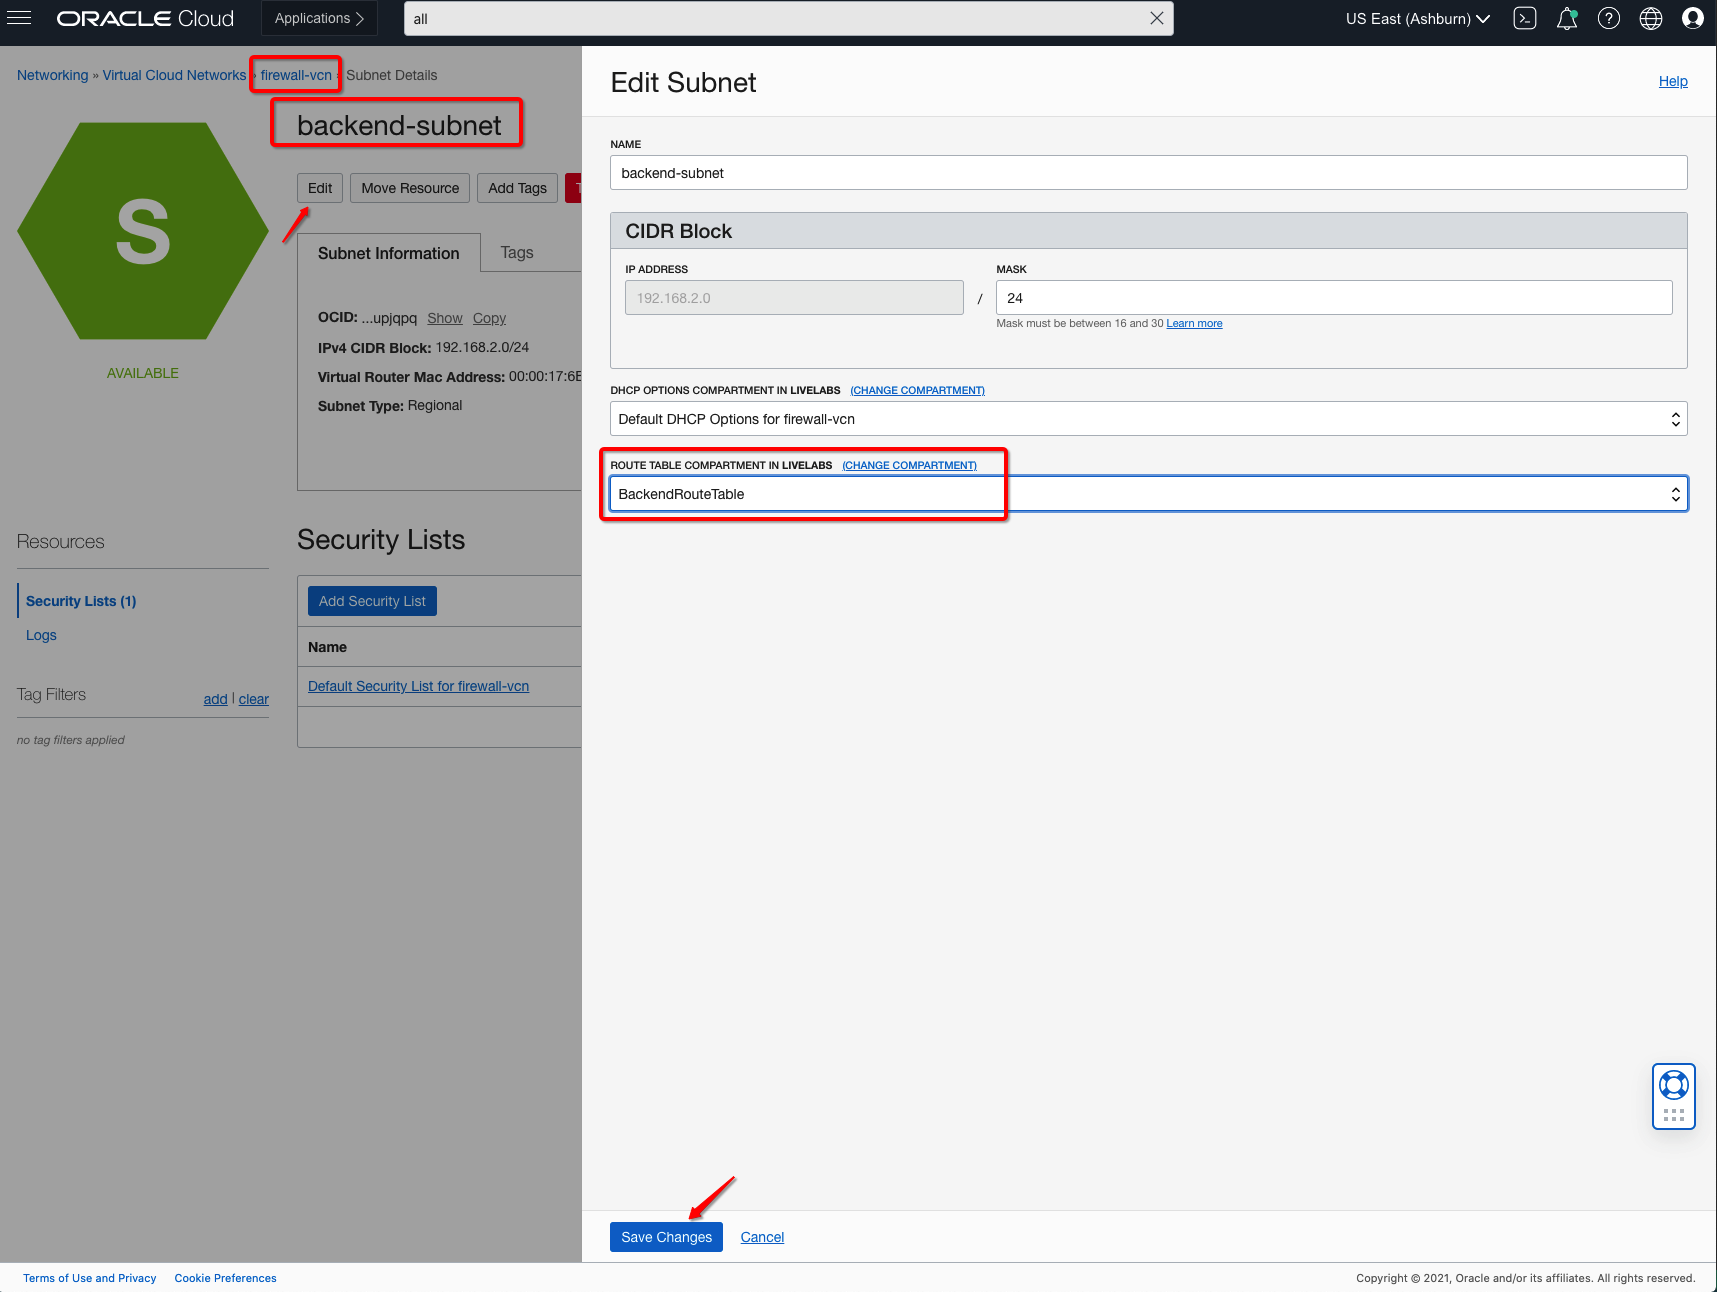 ORACLE Cloud
Applications
all
US East (Ashburn)
Networking » Virtual Cloud Networks » firewall-vcn » Subnet Details
backend-subnet
S
AVAILABLE
Edit
Move Resource
Add Tags
T
Subnet Information
Tags
OCID: ...upjqpq Show Copy
IPv4 CIDR Block: 192.168.2.0/24
Virtual Router Mac Address: 00:00:17:6E
Subnet Type: Regional
Resources
Security Lists (1)
Logs
Tag Filters
add | clear
no tag filters applied
Security Lists
Add Security List
Name
Default Security List for firewall-vcn
Edit Subnet
Help
NAME
backend-subnet
CIDR Block
IP ADDRESS
MASK
192.168.2.0
/
24
Mask must be between 16 and 30 Learn more
DHCP OPTIONS COMPARTMENT IN LIVELABS (CHANGE COMPARTMENT)
Default DHCP Options for firewall-vcn
ROUTE TABLE COMPARTMENT IN LIVELABS (CHANGE COMPARTMENT)
BackendRouteTable
Save Changes
Cancel
Terms of Use and Privacy
Cookie Preferences
Copyright © 2021, Oracle and/or its affiliates. All rights reserved.